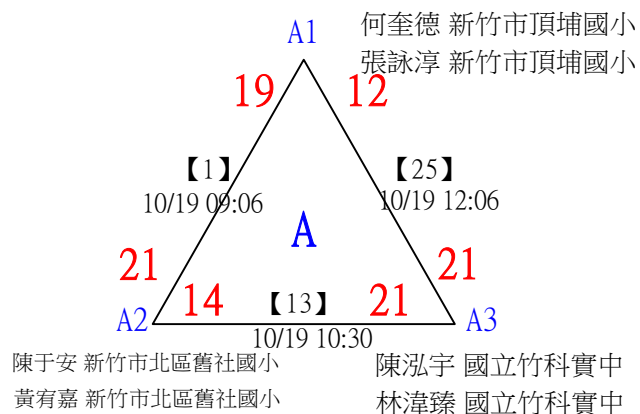 A1
何奎德 新竹市頂埔國小
張詠淳 新竹市頂埔國小
19
12
【1】
10/19 09:06
【25】
10/19 12:06
A
21
21
14
【13】
21
A2
10/19 10:30
A3
陳于安 新竹市北區舊社國小
黃宥嘉 新竹市北區舊社國小
陳泓宇 國立竹科實中
林湋臻 國立竹科實中